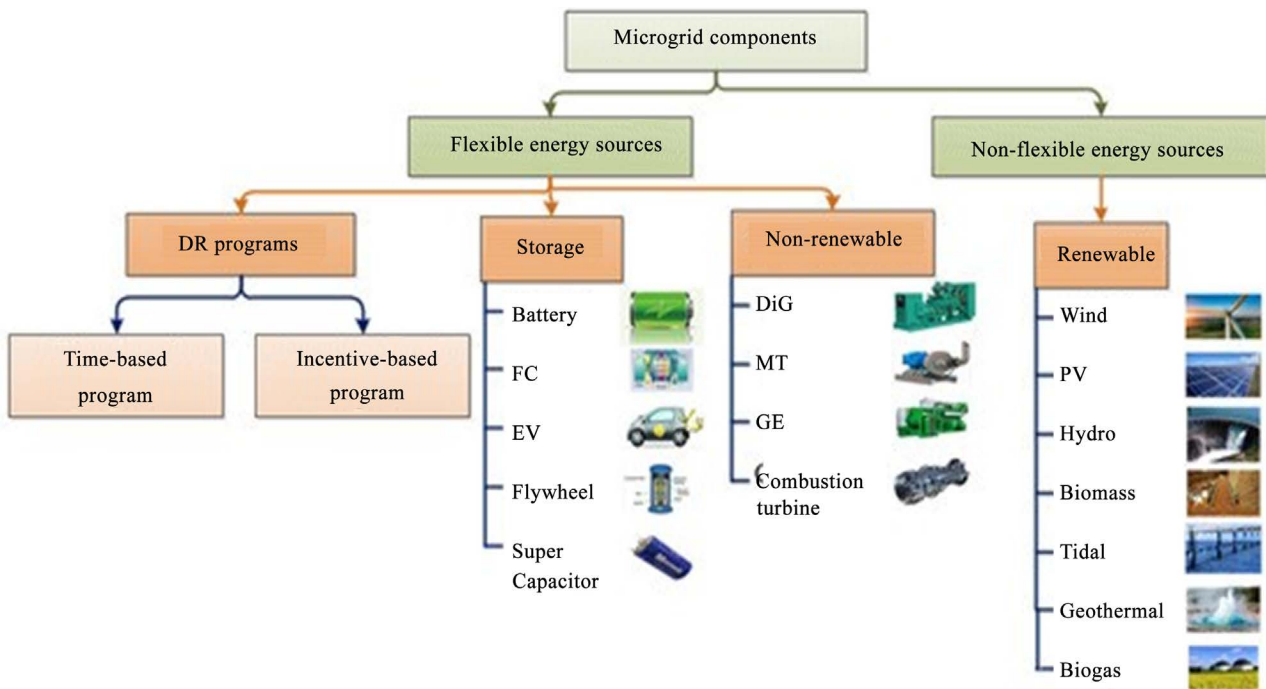 Microgrid components
Flexible energy sources
Non-flexible energy sources
DR programs
Storage
Non-renewable
Renewable
Time-based
program
Incentive-based
program
Battery
FC
EV
Flywheel
Super
Capacitor
DiG
MT
GE
Combustion
turbine
Wind
PV
Hydro
Biomass
Tidal
Geothermal
Biogas